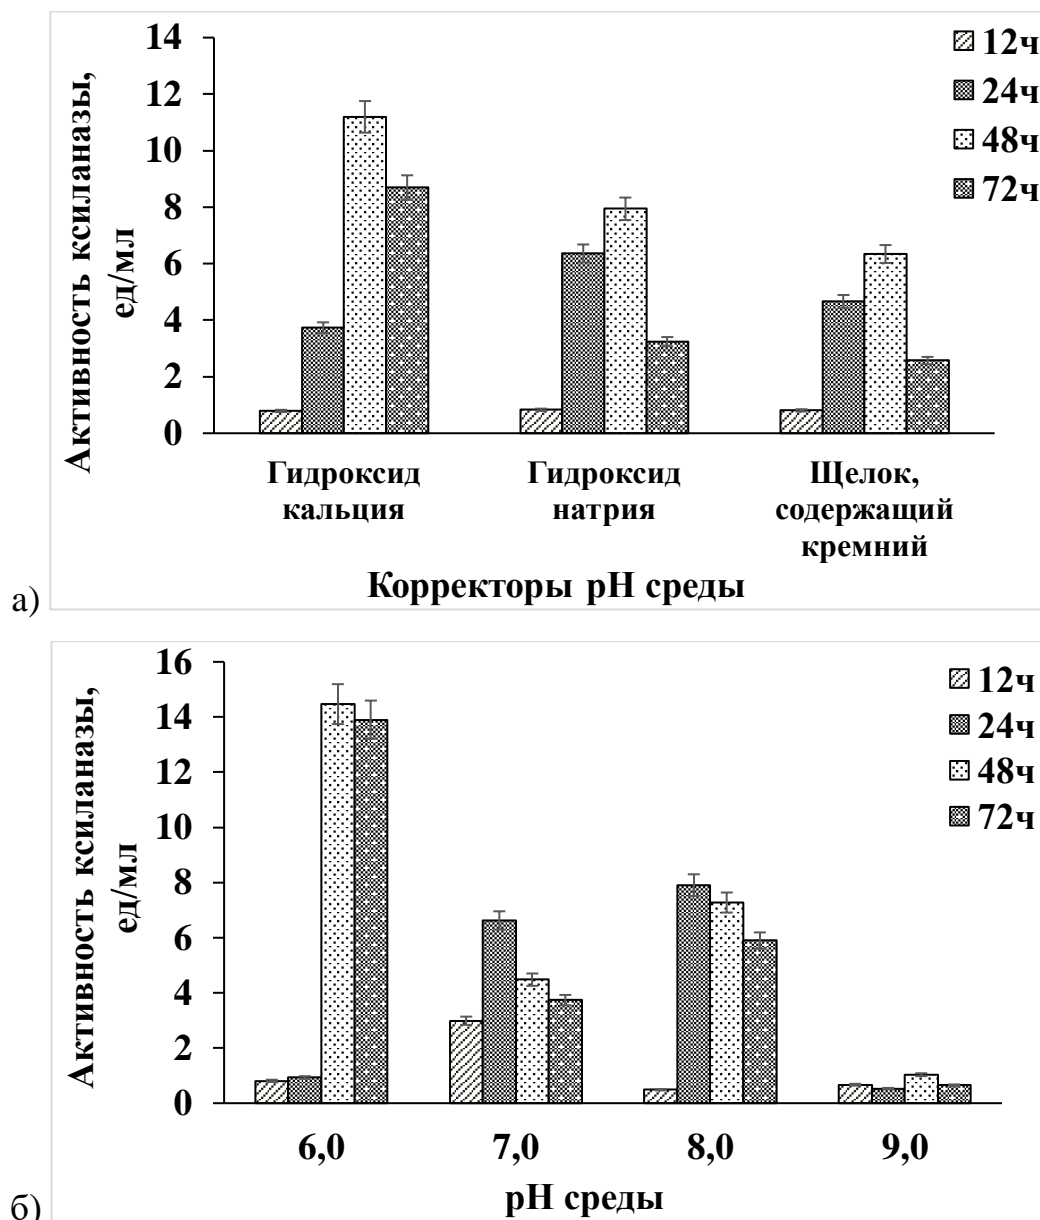 14
12
10
8
6
4
2
0
Активность ксиланазы,
ед/мл
12ч
24ч
48ч
72ч
Гидроксид
кальция
Гидроксид
натрия
Щелок,
содержащий
кремний
Корректоры pH среды
а)
16
14
12
10
8
6
4
2
0
Активность ксиланазы,
ед/мл
12ч
24ч
48ч
72ч
6,0 7,0 8,0 9,0
pH среды
б)